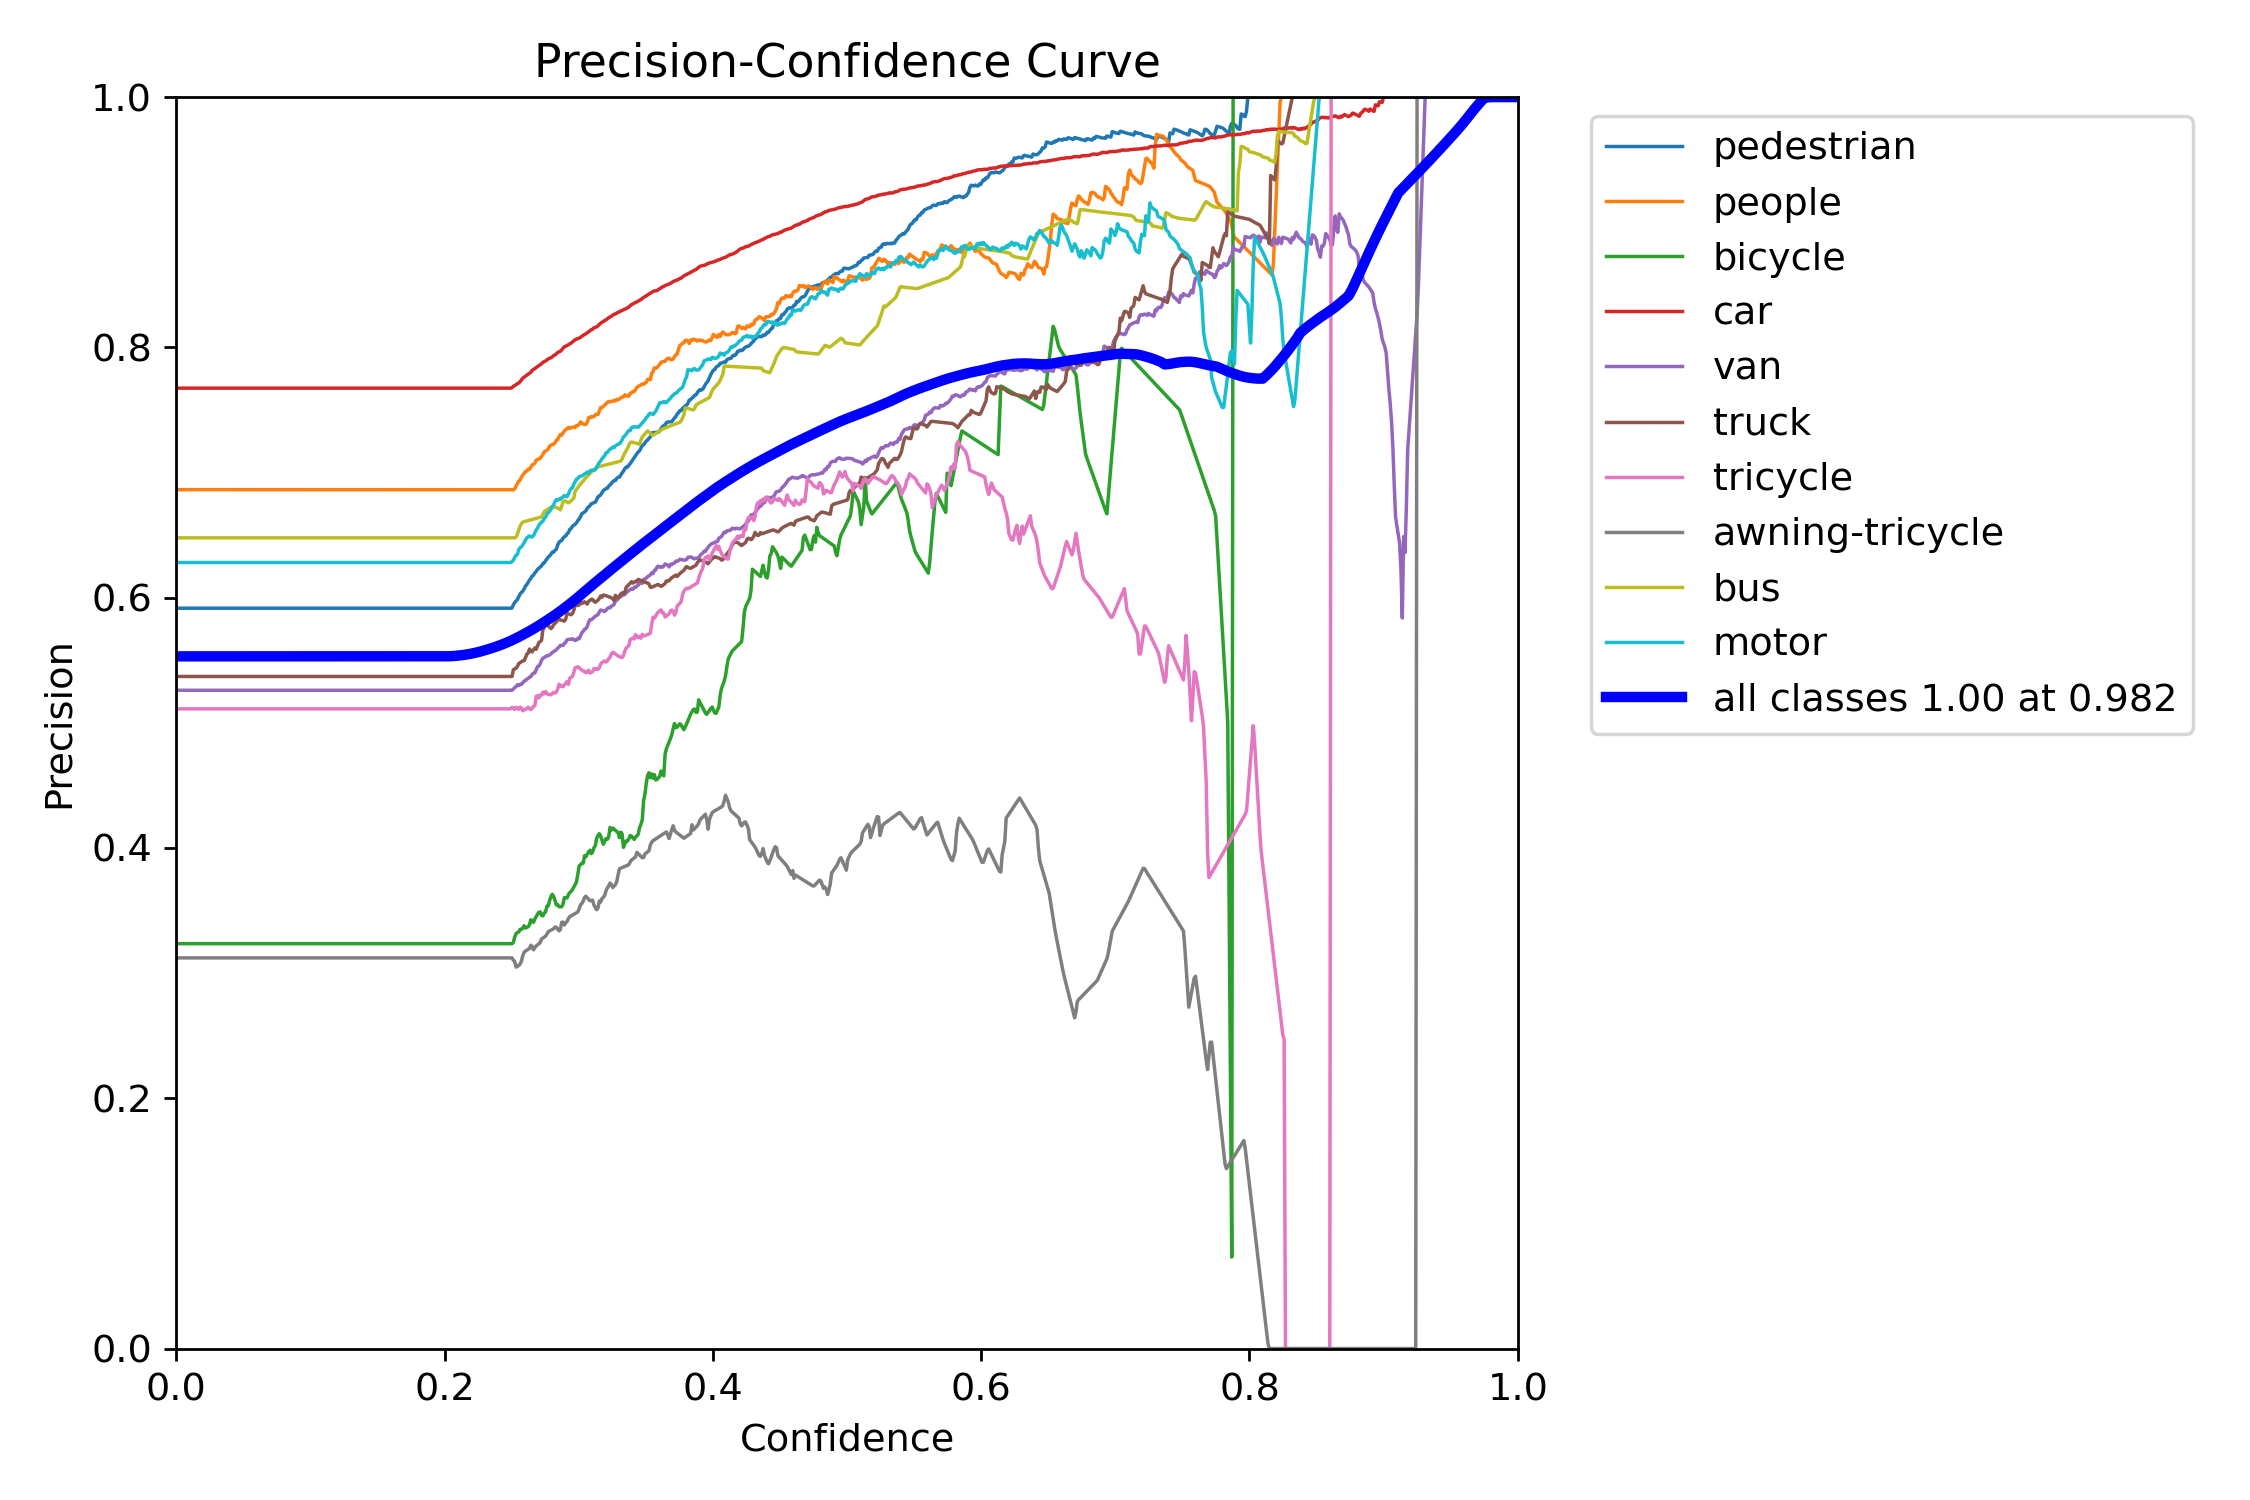 Precision-Confidence Curve
1.0
0.8
0.6
0.4
0.2
0.0
Precision
0.0 0.2 0.4 0.6 0.8 1.0
Confidence
pedestrian
people
bicycle
car
van
truck
tricycle
awning-tricycle
bus
motor
all classes 1.00 at 0.982